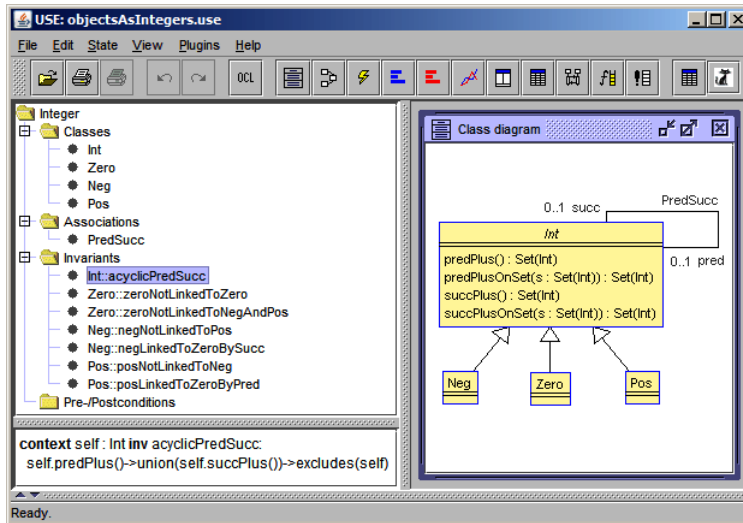 USE: objectsAsIntegers.use
File Edit State View Plugins Help
OCL
Integer
Classes
Int
Zero
Neg
Pos
Associations
PredSucc
Invariants
Int::acyclicPredSucc
Zero::zeroNotLinkedToZero
Zero::zeroNotLinkedToNegAndPos
Neg::negNotLinkedToPos
Neg::negLinkedToZeroBySucc
Pos::posNotLinkedToNeg
Pos::posLinkedToZeroByPred
Pre-/Postconditions
context self : Int inv acyclicPredSucc:
self.predPlus()->union(self.succPlus())->excludes(self)
Class diagram
0..1 succ PredSucc
Int
0..1 pred
predPlus() : Set(Int)
predPlusOnSet(s : Set(Int)) : Set(Int)
succPlus() : Set(Int)
succPlusOnSet(s : Set(Int)) : Set(Int)
Neg Zero Pos
Ready.